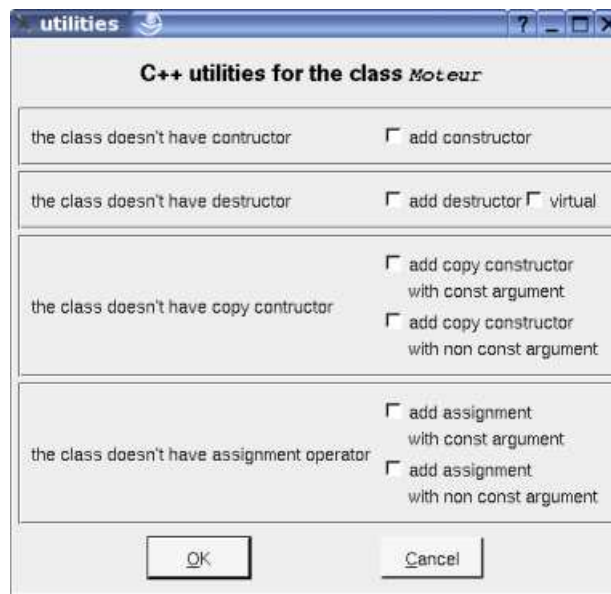 utilities
?
C++ utilities for the class Moteur
the class doesn't have contructor
add constructor
the class doesn't have destructor
add destructor
virtual
the class doesn't have copy contructor
add copy constructor
with const argument
add copy constructor
with non const argument
the class doesn't have assignment operator
add assignment
with const argument
add assignment
with non const argument
OK
Cancel